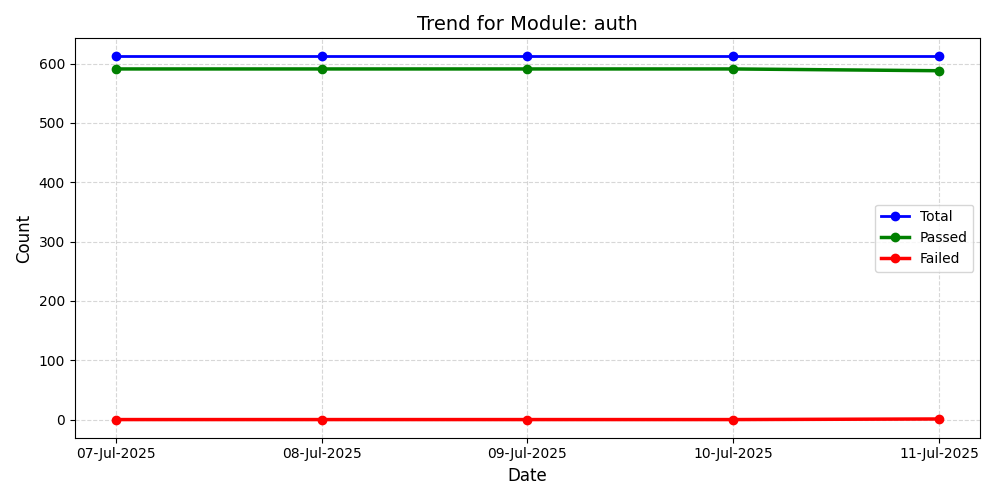 Trend for Module: auth
600
500
400
300
200
100
0
Count
Total
Passed
Failed
07-Jul-2025
08-Jul-2025
09-Jul-2025
10-Jul-2025
11-Jul-2025
Date